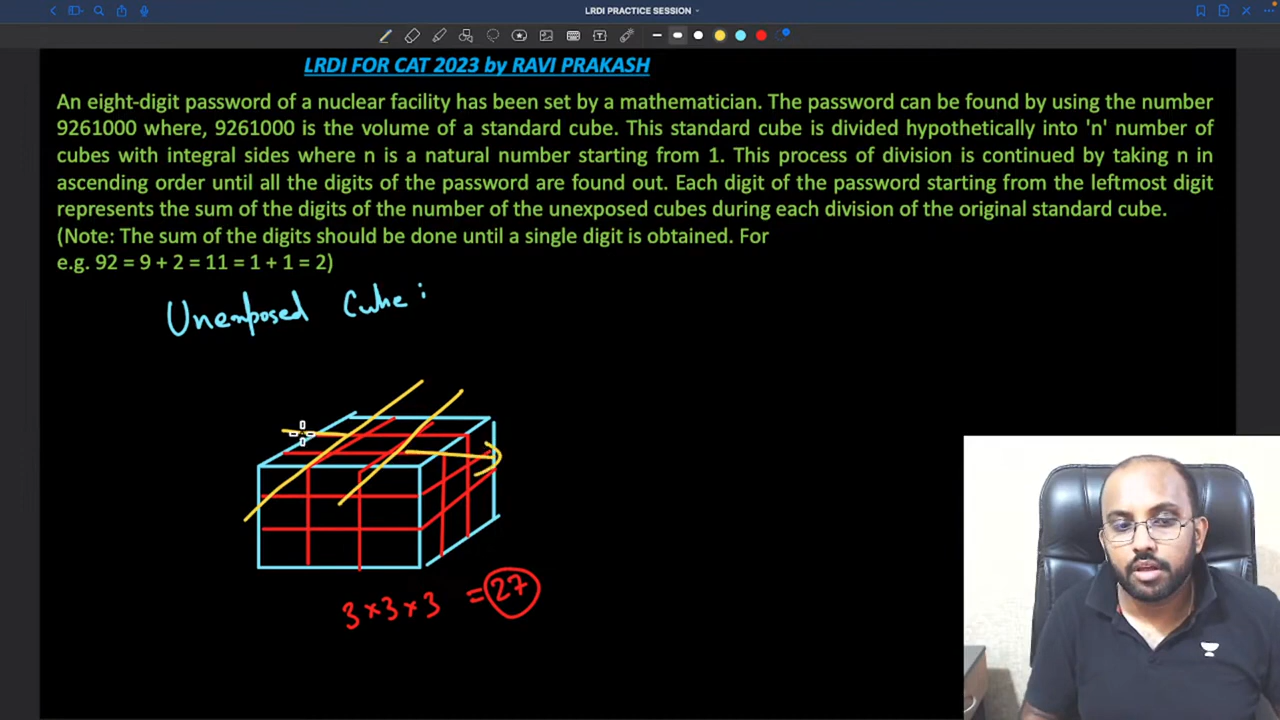 LRDI PRACTICE SESSION
LRDI FOR CAT 2023 by RAVI PRAKASH
An eight-digit password of a nuclear facility has been set by a mathematician. The password can be found by using the number
9261000 where, 9261000 is the volume of a standard cube. This standard cube is divided hypothetically into 'n' number of
cubes with integral sides where n is a natural number starting from 1. This process of division is continued by taking n in
ascending order until all the digits of the password are found out. Each digit of the password starting from the leftmost digit
represents the sum of the digits of the number of the unexposed cubes during each division of the original standard cube.
(Note: The sum of the digits should be done until a single digit is obtained. For
e.g. 92 = 9 + 2 = 11 = 1 + 1 = 2)
Unexposed Cube :
3 × 3 × 3 = 27